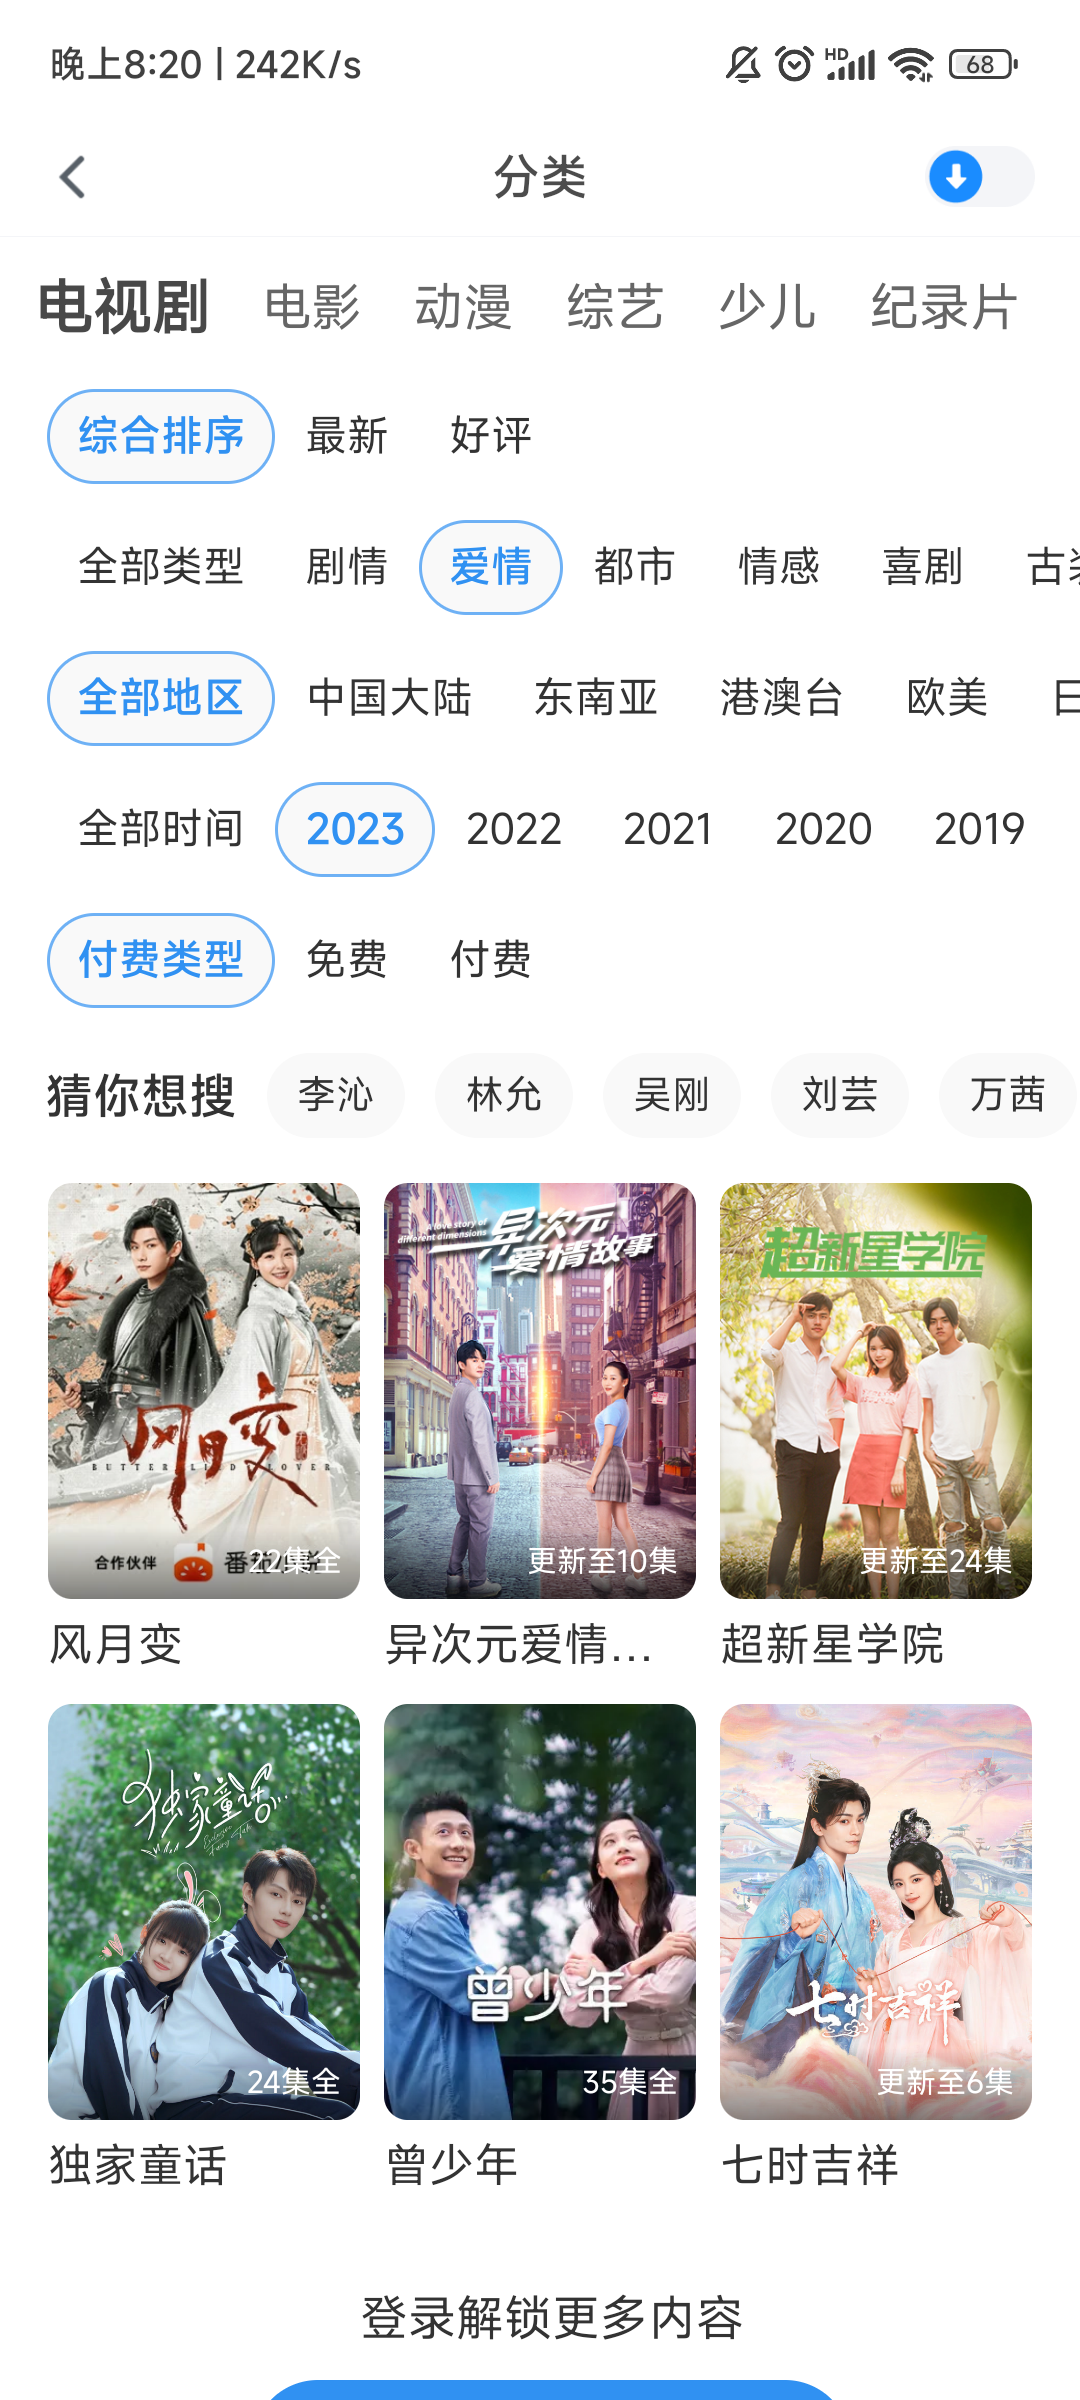 晚上8:20 | 242K/s
HD
68
分类
电视剧 电影 动漫 综艺 少儿 纪录片
综合排序 最新 好评
全部类型 剧情 爱情 都市 情感 喜剧 古装
全部地区 中国大陆 东南亚 港澳台 欧美 日
全部时间 2023 2022 2021 2020 2019
付费类型 免费 付费
猜你想搜 李沁 林允 吴刚 刘芸 万茜
风月变
合作伙伴
22集全
A love story of different dimensions
异次元
爱情故事
更新至10集
超新星学院
更新至24集
风月变 异次元爱情... 超新星学院
独家童话
24集全
曾少年
35集全
七时吉祥
更新至6集
独家童话 曾少年 七时吉祥
登录解锁更多内容